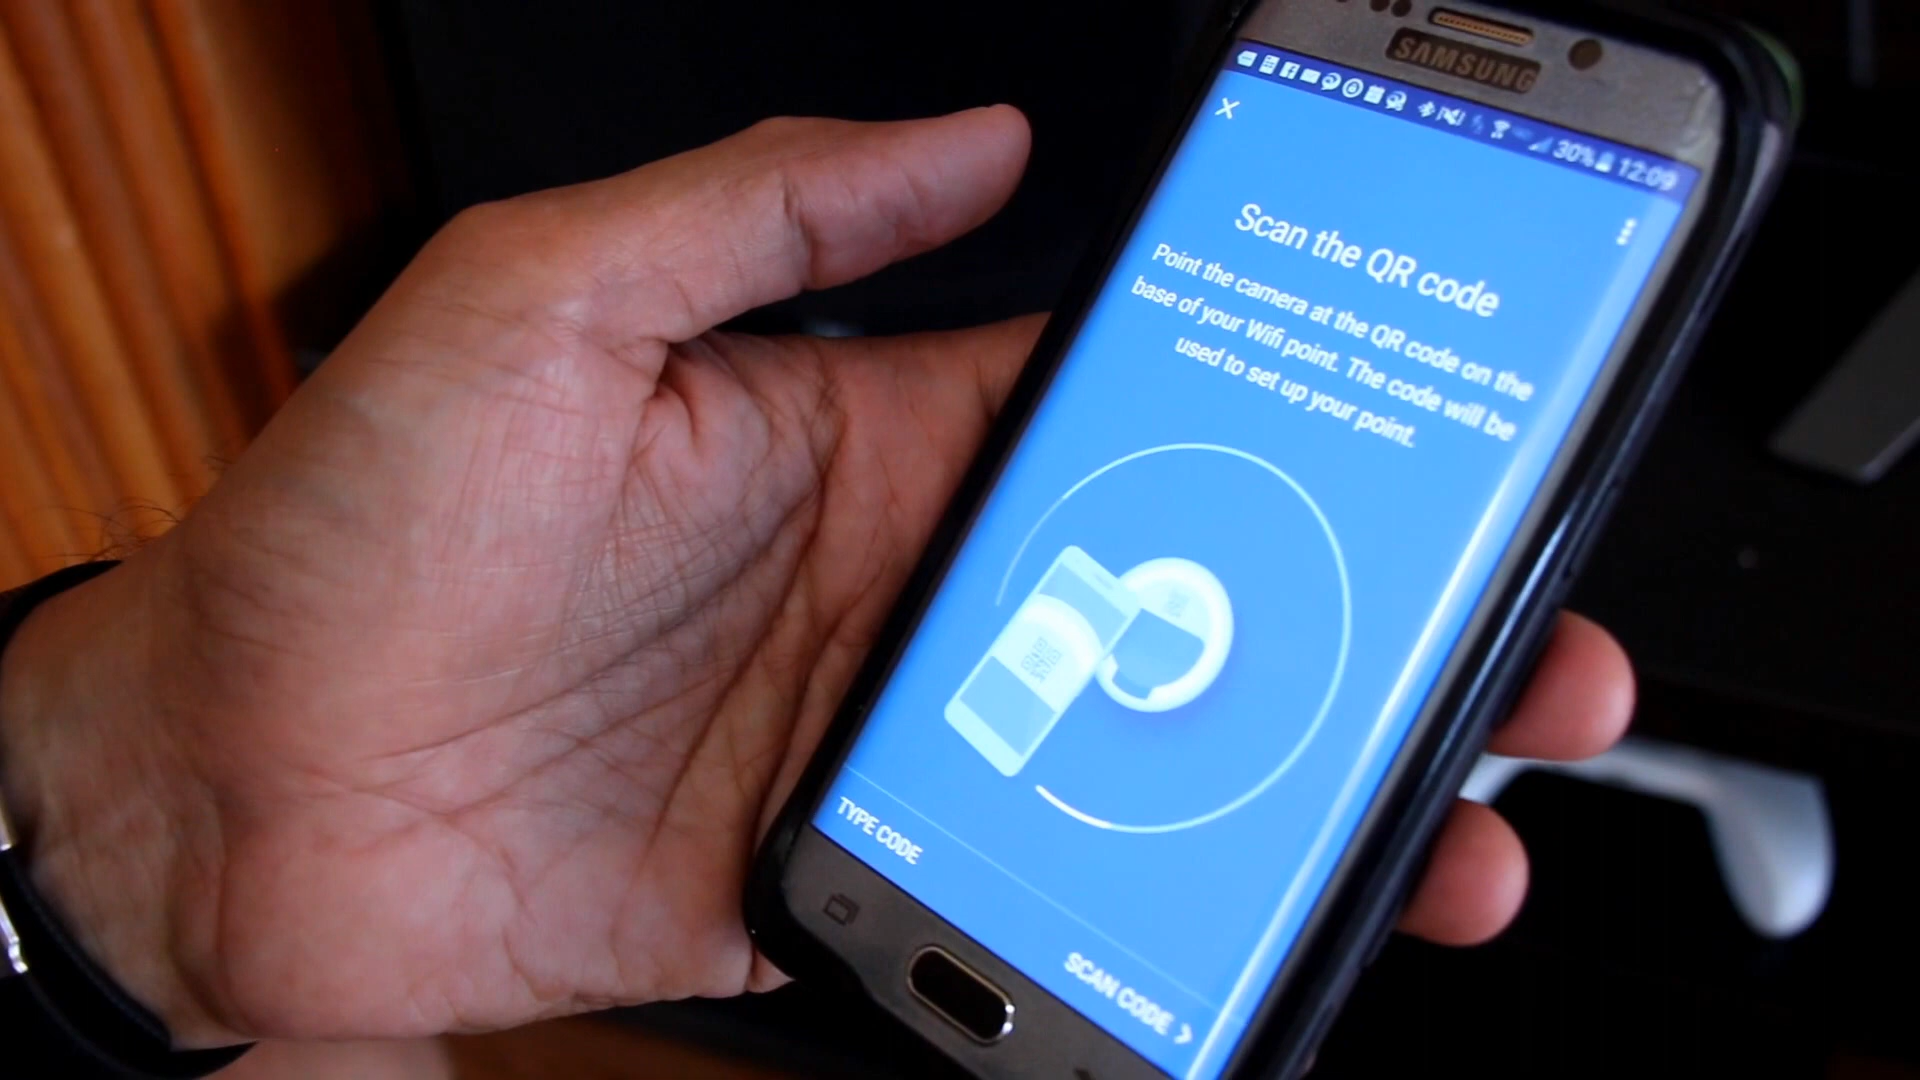 SAMSUNG
30% 12:09
Scan the QR code
Point the camera at the QR code on the
base of your Wifi point. The code will be
used to set up your point.
TYPE CODE
SCAN CODE